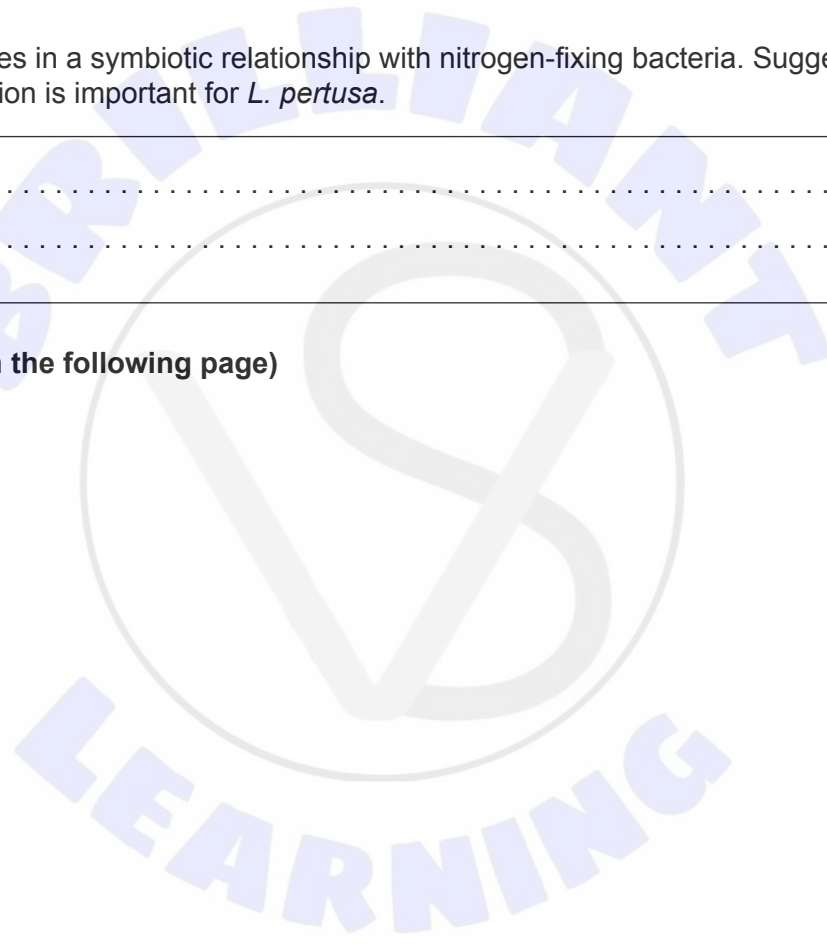 es in a symbiotic relationship with nitrogen-fixing bacteria. Sugge
ion is important for L. pertusa.
the following page)
BRILLIANT
VS
LEARNING